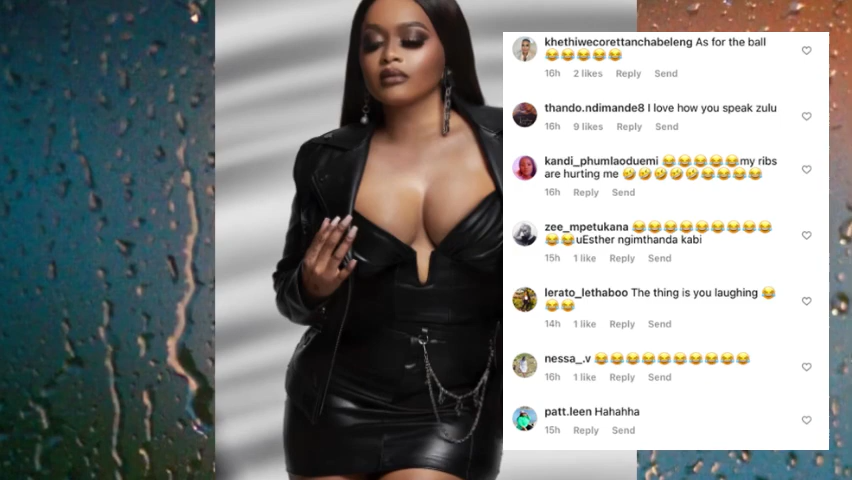 khethiwecorettanchabeleng As for the ball
😂😂😂😂😂
16h 2 likes Reply Send
thando.ndimande8 I love how you speak zulu
16h 9 likes Reply Send
kandi_phumlaoduemi 😂😂😂😂😂my ribs
are hurting me 🤣🤣🤣🤣🤣😂😂😂😂
16h Reply Send
zee_mpetukana 😂😂😂😂😂😂😂😂😂
😂😂uEsther ngimthanda kabi
15h 1 like Reply Send
lerato_lethaboo The thing is you laughing 😂
😂😂
14h 1 like Reply Send
nessa_.v 😂😂😂😂😂😂😂😂😂😂
16h 1 like Reply Send
patt.leen Hahahha
15h Reply Send